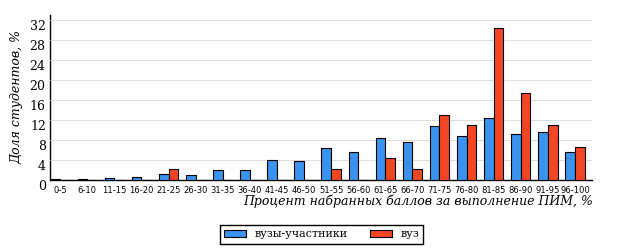 Доля студентов, %
32
28
24
20
16
12
8
4
0
0-5 6-10 11-15 16-20 21-25 26-30 31-35 36-40 41-45 46-50 51-55 56-60 61-65 66-70 71-75 76-80 81-85 86-90 91-95 96-100
Процент набранных баллов за выполнение ПИМ, %
вузы-участники вуз